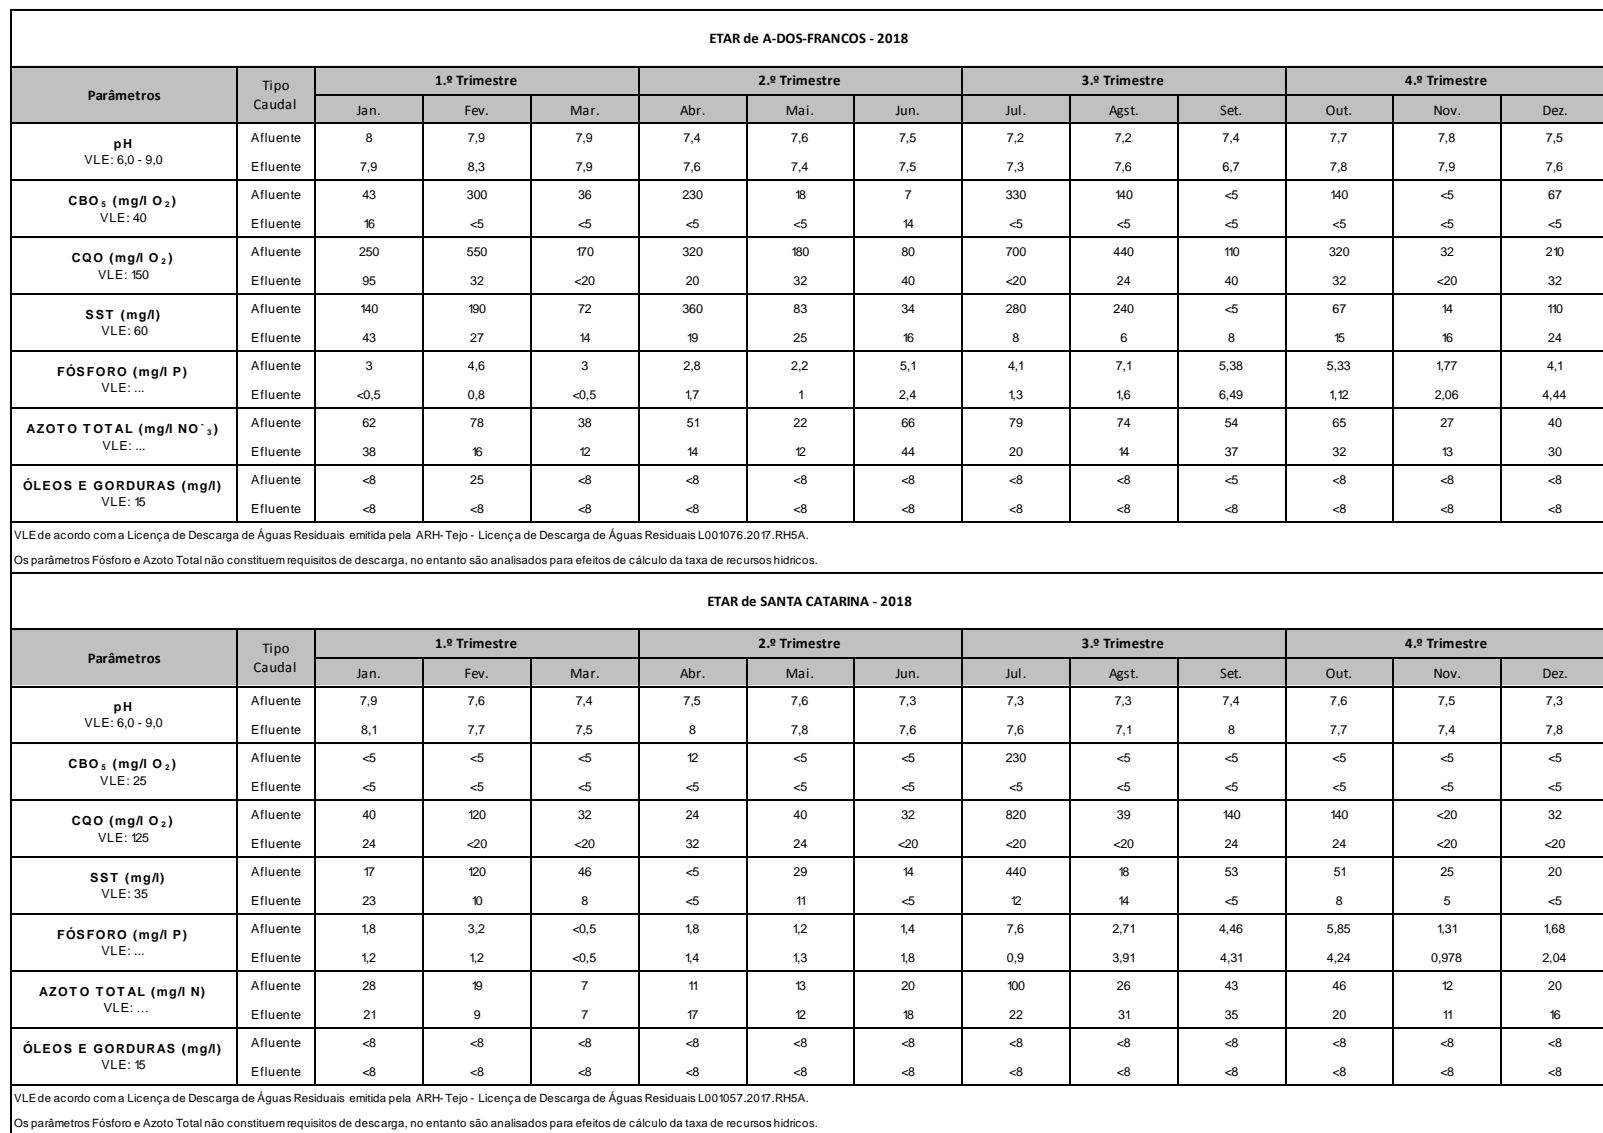 ETAR de A-DOS-FRANCOS - 2018
Parâmetros Tipo Caudal 1.º Trimestre 2.º Trimestre 3.º Trimestre 4.º Trimestre
Jan. Fev. Mar. Abr. Mai. Jun. Jul. Agst. Set. Out. Nov. Dez.
pH
VLE: 6,0 - 9,0
Afluente 8 7,9 7,9 7,4 7,6 7,5 7,2 7,2 7,4 7,7 7,8 7,5
Efluente 7,9 8,3 7,9 7,6 7,4 7,5 7,3 7,6 6,7 7,8 7,9 7,6
CBO₅ (mg/l O₂)
VLE: 40
Afluente 43 300 36 230 18 7 330 140 <5 140 <5 67
Efluente 16 <5 <5 <5 <5 14 <5 <5 <5 <5 <5 <5
CQO (mg/l O₂)
VLE: 150
Afluente 250 550 170 320 180 80 700 440 110 320 32 210
Efluente 95 32 <20 20 32 40 <20 24 40 32 <20 32
SST (mg/l)
VLE: 60
Afluente 140 190 72 360 83 34 280 240 <5 67 14 110
Efluente 43 27 14 19 25 16 8 6 8 15 16 24
FÓSFORO (mg/l P)
VLE: ...
Afluente 3 4,6 3 2,8 2,2 5,1 4,1 7,1 5,38 5,33 1,77 4,1
Efluente <0,5 0,8 <0,5 1,7 1 2,4 1,3 1,6 6,49 1,12 2,06 4,44
AZOTO TOTAL (mg/l NO⁻₃)
VLE: ...
Afluente 62 78 38 51 22 66 79 74 54 65 27 40
Efluente 38 16 12 14 12 44 20 14 37 32 13 30
ÓLEOS E GORDURAS (mg/l)
VLE: 15
Afluente <8 25 <8 <8 <8 <8 <8 <8 <5 <8 <8 <8
Efluente <8 <8 <8 <8 <8 <8 <8 <8 <8 <8 <8 <8
VLE de acordo com a Licença de Descarga de Águas Residuais emitida pela ARH-Tejo - Licença de Descarga de Águas Residuais L001076.2017.RH5A.
Os parâmetros Fósforo e Azoto Total não constituem requisitos de descarga, no entanto são analisados para efeitos de cálculo da taxa de recursos hidricos.
ETAR de SANTA CATARINA - 2018
Parâmetros Tipo Caudal 1.º Trimestre 2.º Trimestre 3.º Trimestre 4.º Trimestre
Jan. Fev. Mar. Abr. Mai. Jun. Jul. Agst. Set. Out. Nov. Dez.
pH
VLE: 6,0 - 9,0
Afluente 7,9 7,6 7,4 7,5 7,6 7,3 7,3 7,3 7,4 7,6 7,5 7,3
Efluente 8,1 7,7 7,5 8 7,8 7,6 7,6 7,1 8 7,7 7,4 7,8
CBO₅ (mg/l O₂)
VLE: 25
Afluente <5 <5 <5 12 <5 <5 230 <5 <5 <5 <5 <5
Efluente <5 <5 <5 <5 <5 <5 <5 <5 <5 <5 <5 <5
CQO (mg/l O₂)
VLE: 125
Afluente 40 120 32 24 40 32 820 39 140 140 <20 32
Efluente 24 <20 <20 32 24 <20 <20 <20 24 24 <20 <20
SST (mg/l)
VLE: 35
Afluente 17 120 46 <5 29 14 440 18 53 51 25 20
Efluente 23 10 8 <5 11 <5 12 14 <5 8 5 <5
FÓSFORO (mg/l P)
VLE: ...
Afluente 1,8 3,2 <0,5 1,8 1,2 1,4 7,6 2,71 4,46 5,85 1,31 1,68
Efluente 1,2 1,2 <0,5 1,4 1,3 1,8 0,9 3,91 4,31 4,24 0,978 2,04
AZOTO TOTAL (mg/l N)
VLE: ...
Afluente 28 19 7 11 13 20 100 26 43 46 12 20
Efluente 21 9 7 17 12 18 22 31 35 20 11 16
ÓLEOS E GORDURAS (mg/l)
VLE: 15
Afluente <8 <8 <8 <8 <8 <8 <8 <8 <8 <8 <8 <8
Efluente <8 <8 <8 <8 <8 <8 <8 <8 <8 <8 <8 <8
VLE de acordo com a Licença de Descarga de Águas Residuais emitida pela ARH-Tejo - Licença de Descarga de Águas Residuais L001057.2017.RH5A.
Os parâmetros Fósforo e Azoto Total não constituem requisitos de descarga, no entanto são analisados para efeitos de cálculo da taxa de recursos hidricos.